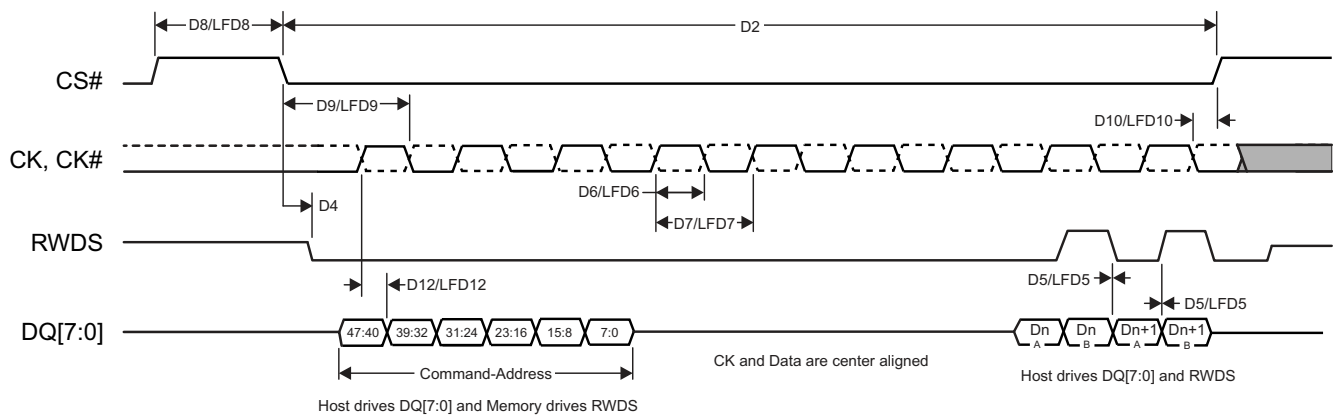 D8/LFD8
D2
CS#
D9/LFD9
D10/LFD10
CK, CK#
D6/LFD6
D4
D7/LFD7
RWDS
D12/LFD12
D5/LFD5
D5/LFD5
DQ[7:0]
47:40 39:32 31:24 23:16 15:8 7:0
Dn Dn Dn+1 Dn+1
A B A B
CK and Data are center aligned
Command-Address
Host drives DQ[7:0] and RWDS
Host drives DQ[7:0] and Memory drives RWDS